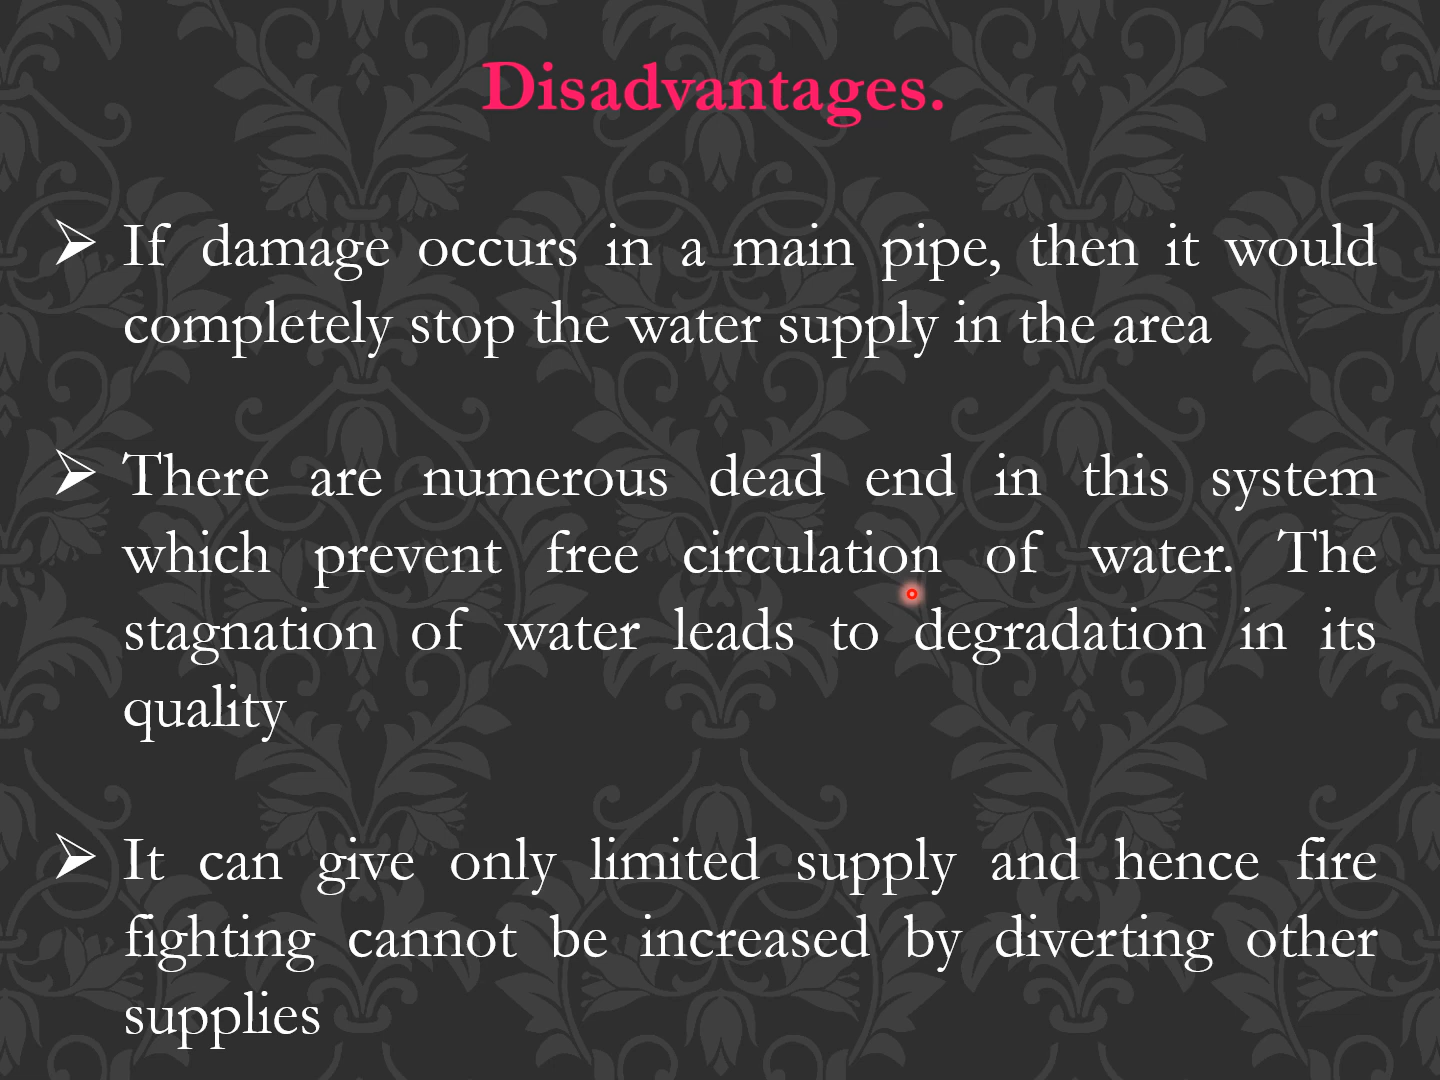 Disadvantages.
If damage occurs in a main pipe, then it would
completely stop the water supply in the area
There are numerous dead end in this system
which prevent free circulation of water. The
stagnation of water leads to degradation in its
quality
It can give only limited supply and hence fire
fighting cannot be increased by diverting other
supplies